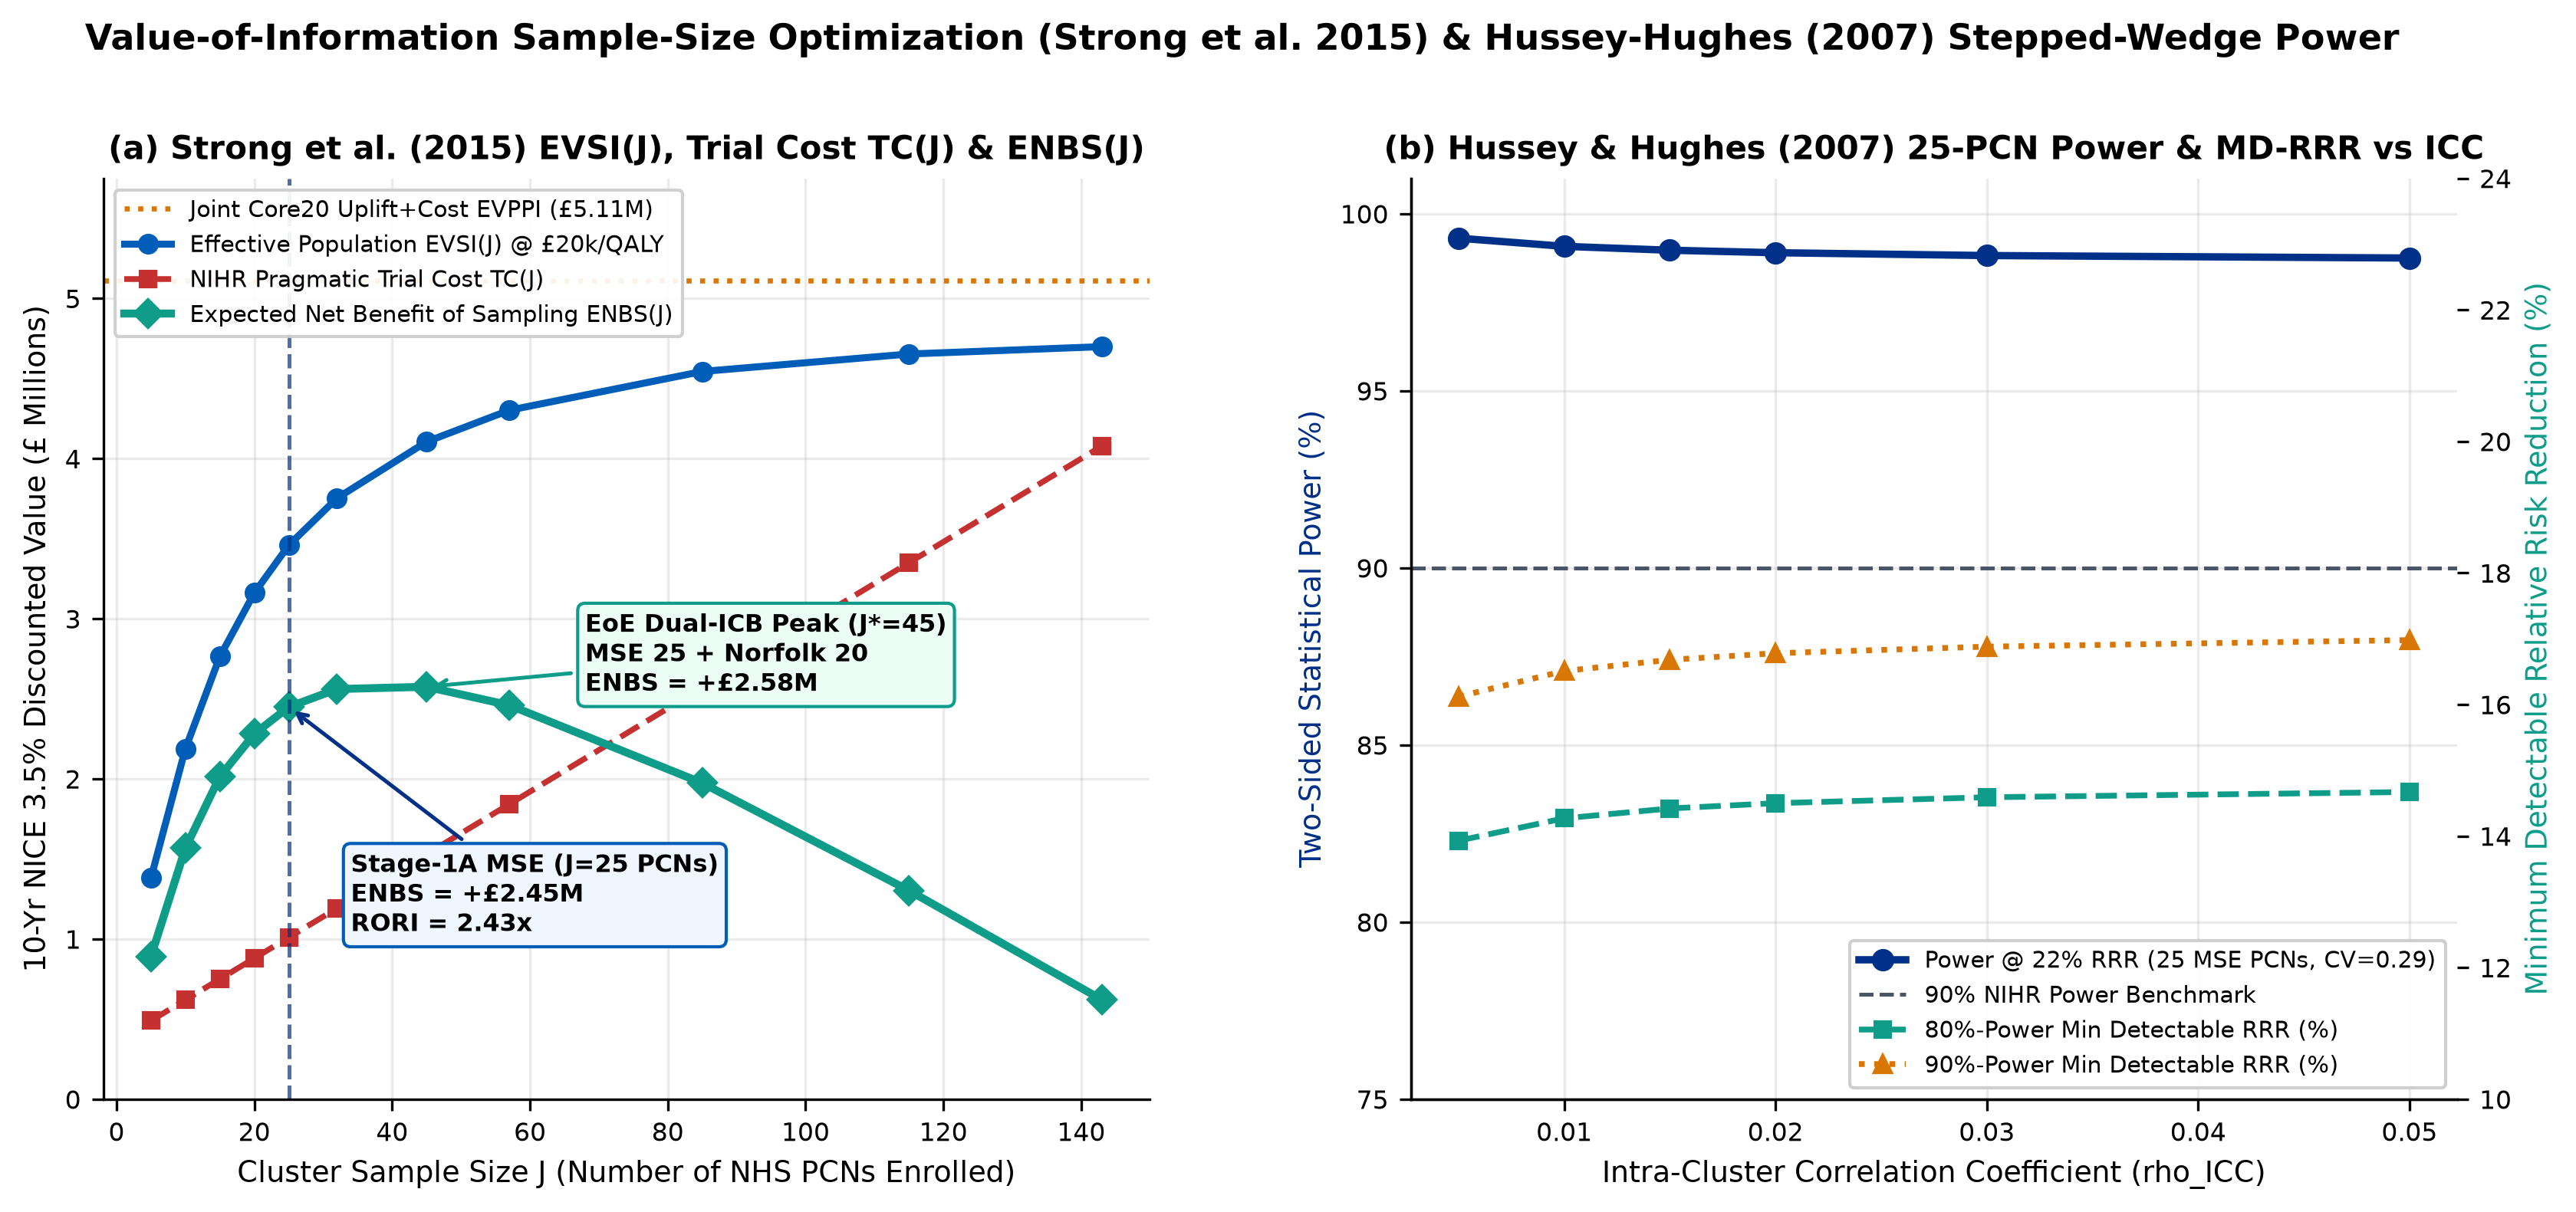 Value-of-Information Sample-Size Optimization (Strong et al. 2015) & Hussey-Hughes (2007) Stepped-Wedge Power
(a) Strong et al. (2015) EVSI(J), Trial Cost TC(J) & ENBS(J)
Joint Core20 Uplift+Cost EVPPI (£5.11M)
Effective Population EVSI(J) @ £20k/QALY
NIHR Pragmatic Trial Cost TC(J)
Expected Net Benefit of Sampling ENBS(J)
10-Yr NICE 3.5% Discounted Value (£ Millions)
5
4
3
2
1
0
EoE Dual-ICB Peak (J*=45)
MSE 25 + Norfolk 20
ENBS = +£2.58M
Stage-1A MSE (J=25 PCNs)
ENBS = +£2.45M
RORI = 2.43x
0 20 40 60 80 100 120 140
Cluster Sample Size J (Number of NHS PCNs Enrolled)
(b) Hussey & Hughes (2007) 25-PCN Power & MD-RRR vs ICC
Two-Sided Statistical Power (%)
100
95
90
85
80
75
24
22
20
18
16
14
12
10
Minimum Detectable Relative Risk Reduction (%)
Power @ 22% RRR (25 MSE PCNs, CV=0.29)
90% NIHR Power Benchmark
80%-Power Min Detectable RRR (%)
90%-Power Min Detectable RRR (%)
0.01 0.02 0.03 0.04 0.05
Intra-Cluster Correlation Coefficient (rho_ICC)